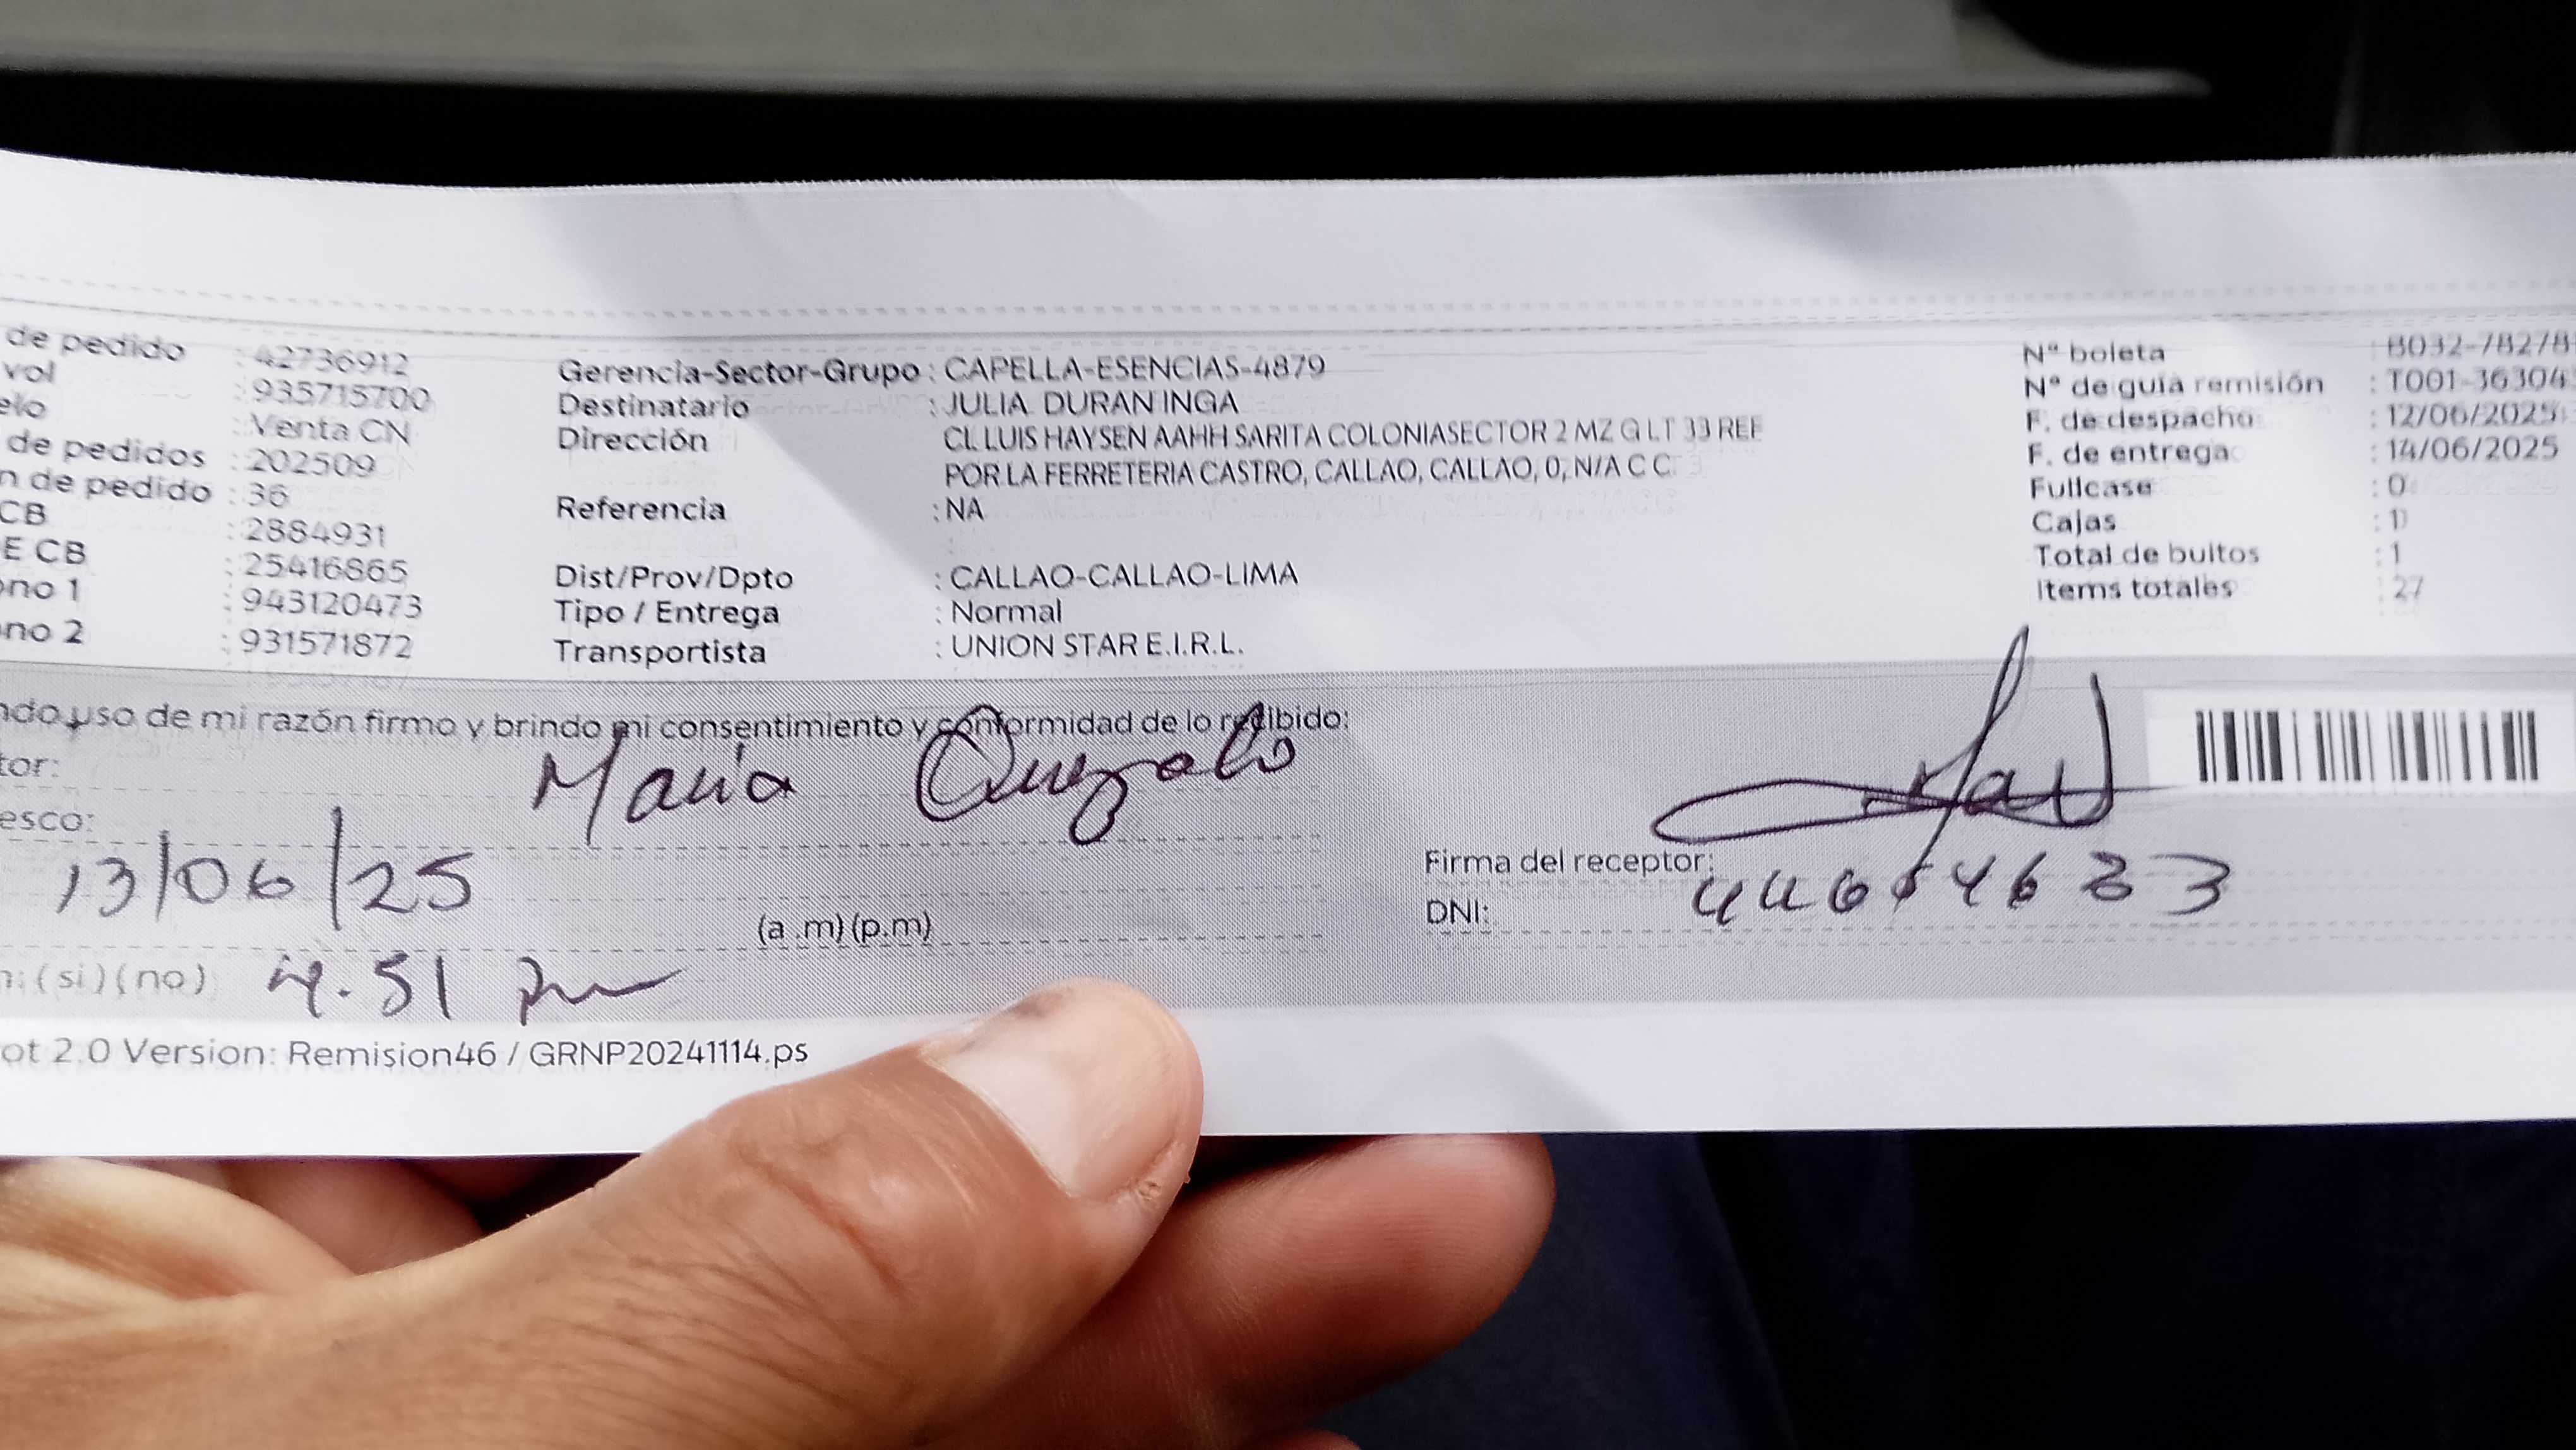 de pedido : 42736912
vol : 935715700
elo : Venta CN
de pedidos : 202509
n de pedido : 36
CB : 2884931
E CB : 25416865
ono 1 : 943120473
ono 2 : 931571872
Gerencia-Sector-Grupo : CAPELLA-ESENCIAS-4879
Destinatario : JULIA DURAN INGA
Dirección CL LUIS HAYSEN AAHH SARITA COLONIASECTOR 2 MZ G LT 33 REF
POR LA FERRETERIA CASTRO, CALLAO, CALLAO, 0, N/A C C
Referencia : NA
Dist/Prov/Dpto : CALLAO-CALLAO-LIMA
Tipo / Entrega : Normal
Transportista : UNION STAR E.I.R.L.
Nª boleta : B032-78278
Nª de guía remisión : T001-36304
F. de despacho : 12/06/2025
F. de entrega : 14/06/2025
Fullcase : 0
Cajas : 1
Total de bultos : 1
Items totales : 27
ndo uso de mi razón firmo y brindo mi consentimiento y conformidad de lo recibido:
tor: Maria
esco:
13/06/25
(a .m) (p.m)
n: (si) (no) 4.51 pm
Firma del receptor:
DNI:
ot 2.0 Version: Remision46 / GRNP20241114.ps